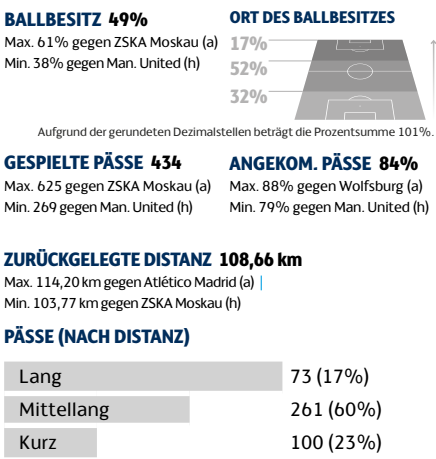 BALLBESITZ 49%
Max. 61% gegen ZSKA Moskau (a)
Min. 38% gegen Man. United (h)
ORT DES BALLBESITZES
17%
52%
32%
Aufgrund der gerundeten Dezimalstellen beträgt die Prozentsumme 101%.
GESPIELTE PÄSSE 434
Max. 625 gegen ZSKA Moskau (a)
Min. 269 gegen Man. United (h)
ANGEKOM. PÄSSE 84%
Max. 88% gegen Wolfsburg (a)
Min. 79% gegen Man. United (h)
ZURÜCKGELEGTE DISTANZ 108,66 km
Max. 114,20 km gegen Atlético Madrid (a) |
Min. 103,77 km gegen ZSKA Moskau (h)
PÄSSE (NACH DISTANZ)
Lang 73 (17%)
Mittellang 261 (60%)
Kurz 100 (23%)